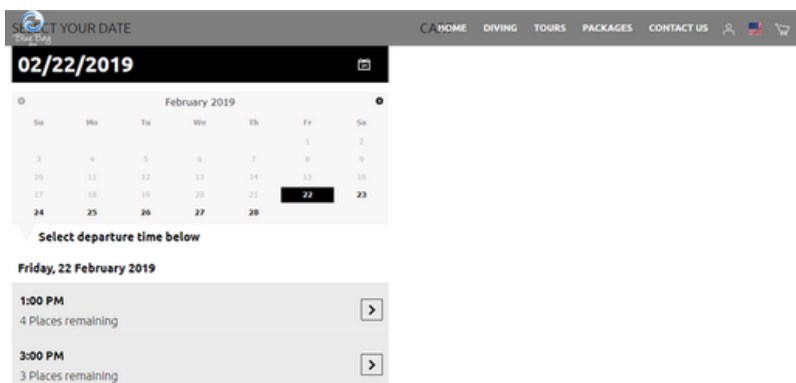 SELECT YOUR DATE
Blue Bay
HOME DIVING TOURS PACKAGES CONTACT US
02/22/2019
February 2019
Su Mo Tu We Th Fr Sa
1 2
3 4 5 6 7 8 9
10 11 12 13 14 15 16
17 18 19 20 21 22 23
24 25 26 27 28
Select departure time below
Friday, 22 February 2019
1:00 PM
4 Places remaining
3:00 PM
3 Places remaining